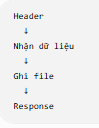 Header
↓
Nhận dữ liệu
↓
Ghi file
↓
Response